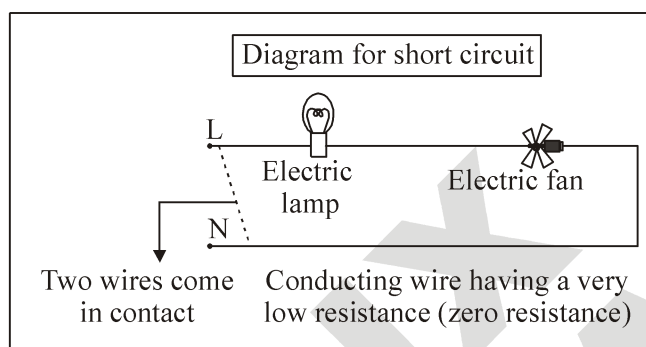 Diagram for short circuit
L
Electric
lamp
Electric fan
N
Two wires come
in contact
Conducting wire having a very
low resistance (zero resistance)